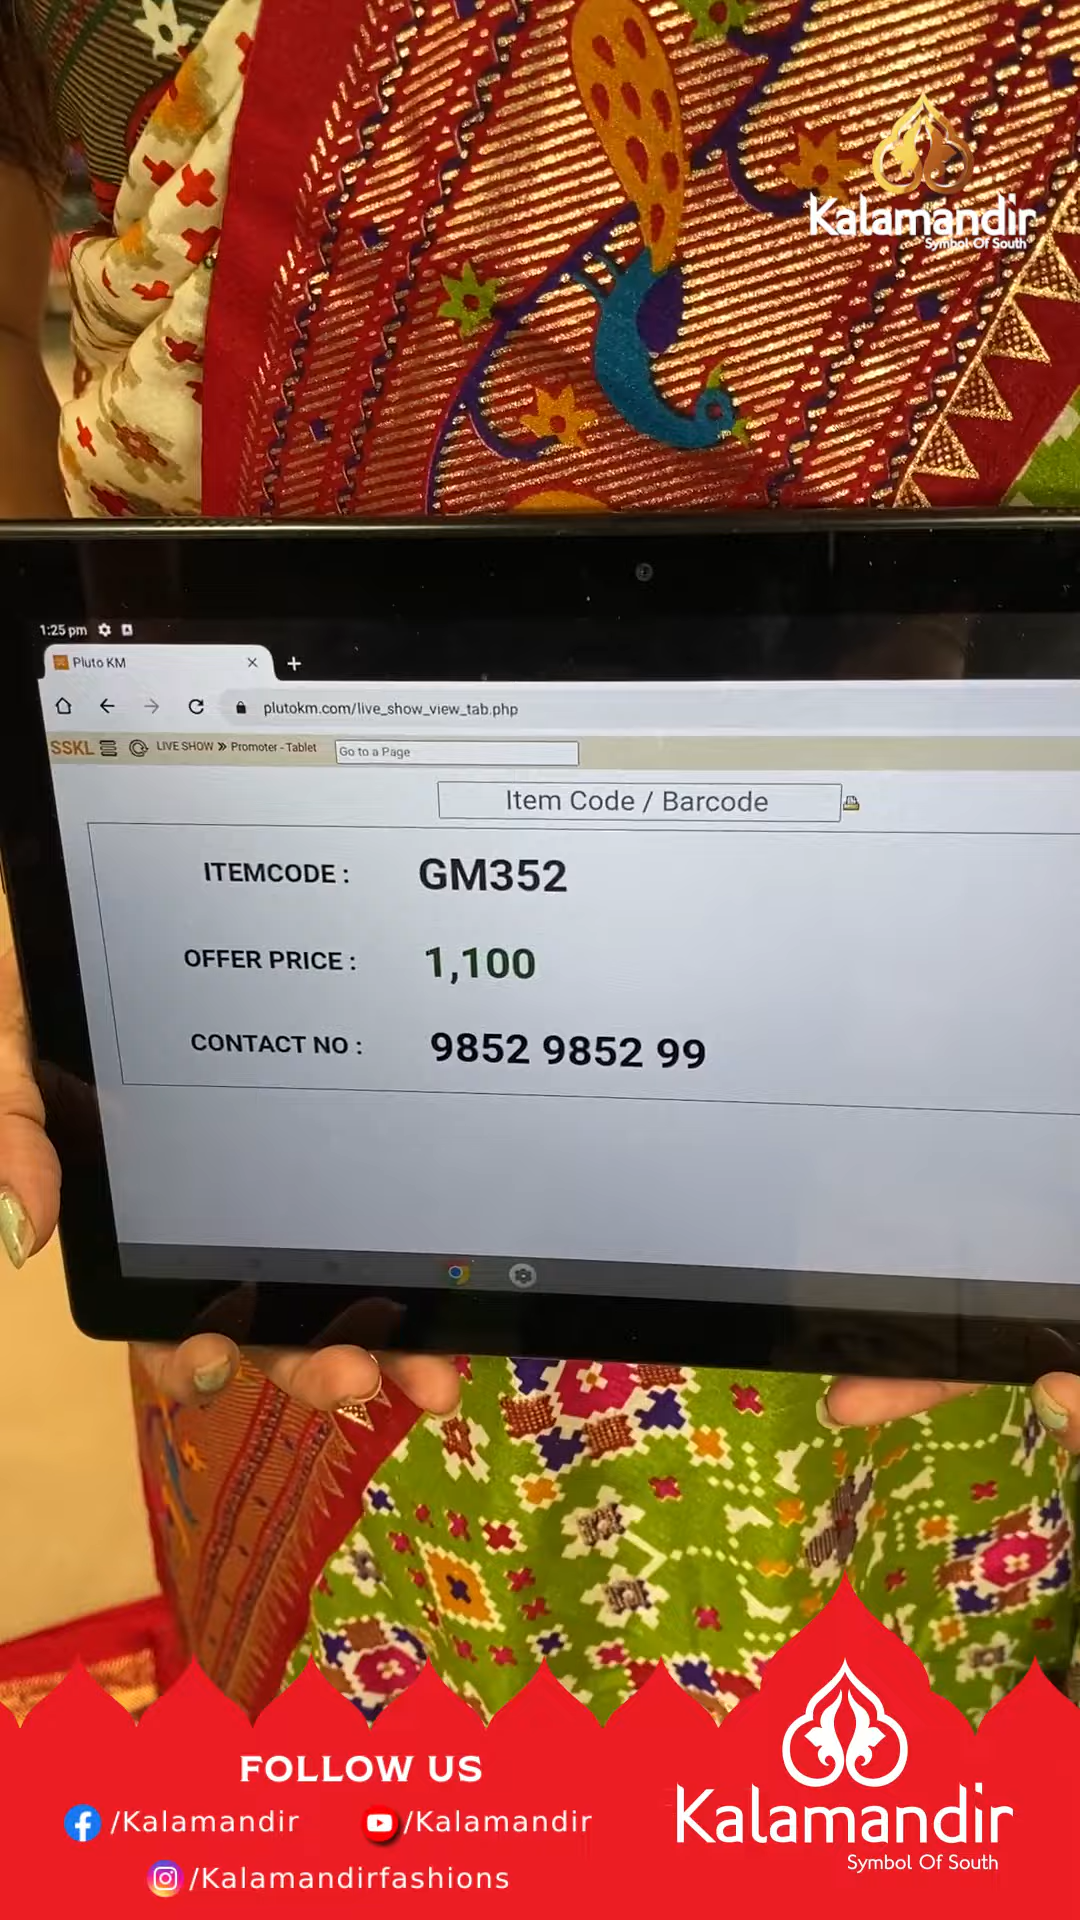 Kalamandir
Symbol Of South
1:25 pm
Pluto KM
plutokm.com/live_show_view_tab.php
SSKL LIVE SHOW » Promoter - Tablet Go to a Page
Item Code / Barcode
ITEMCODE : GM352
OFFER PRICE : 1,100
CONTACT NO : 9852 9852 99
FOLLOW US
/Kalamandir /Kalamandir
/Kalamandirfashions
Kalamandir
Symbol Of South